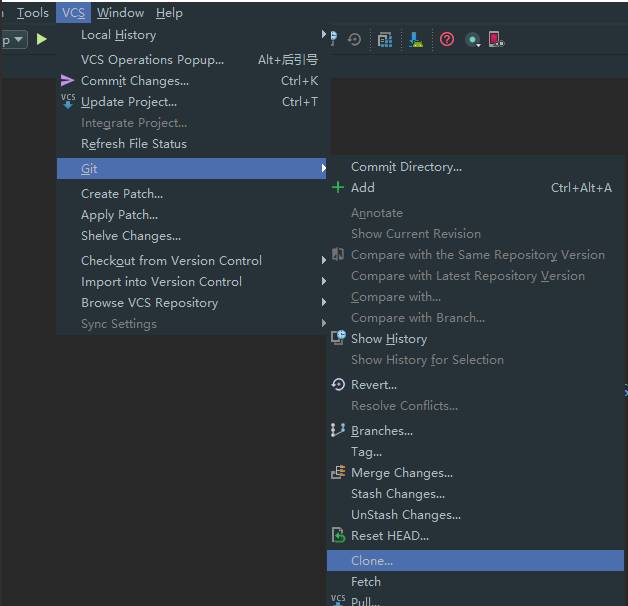 Tools VCS Window Help
p
Local History
VCS Operations Popup... Alt+后引号
Commit Changes... Ctrl+K
VCS Update Project... Ctrl+T
Integrate Project...
Refresh File Status
Git
Create Patch...
Apply Patch...
Shelve Changes...
Checkout from Version Control
Import into Version Control
Browse VCS Repository
Sync Settings
Commit Directory...
Add Ctrl+Alt+A
Annotate
Show Current Revision
Compare with the Same Repository Version
Compare with Latest Repository Version
Compare with...
Compare with Branch...
Show History
Show History for Selection
Revert...
Resolve Conflicts...
Branches...
Tag...
Merge Changes...
Stash Changes...
UnStash Changes...
Reset HEAD...
Clone...
Fetch
VCS Pull...